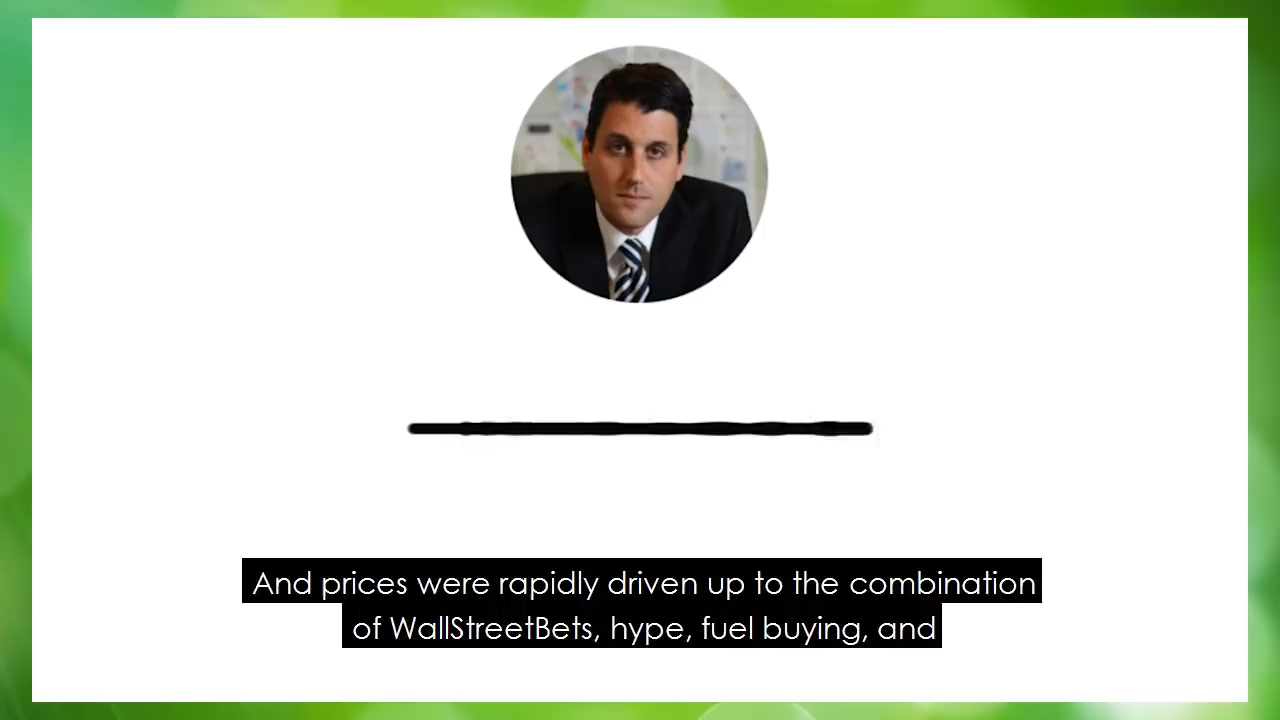 And prices were rapidly driven up to the combination
of WallStreetBets, hype, fuel buying, and